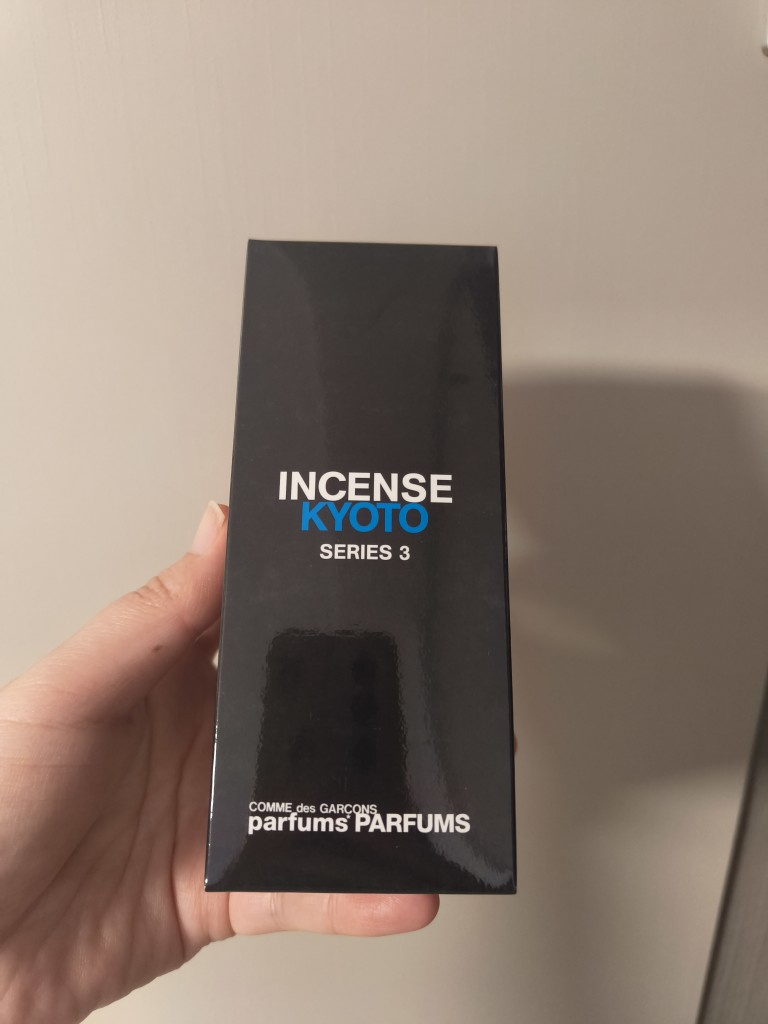 INCENSE
KYOTO
SERIES 3
COMME des GARÇONS
parfums* PARFUMS